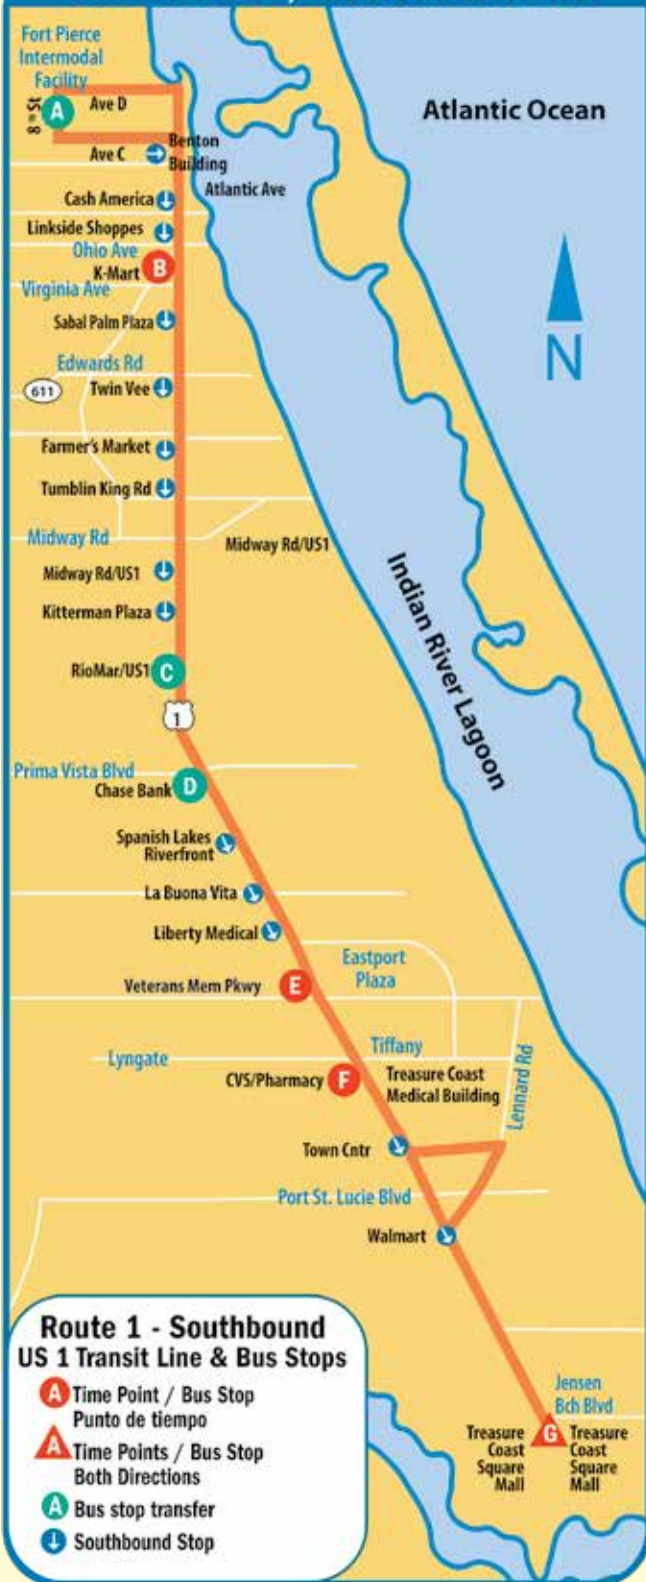 Fort Pierce
Intermodal
Facility
Atlantic Ocean
8th St
A
Ave D
Ave C
Benton
Building
Atlantic Ave
Cash America
Linkside Shoppes
Ohio Ave
K-Mart
B
Virginia Ave
Sabal Palm Plaza
N
Edwards Rd
611
Twin Vee
Farmer's Market
Tumblin King Rd
Midway Rd
Midway Rd/US1
Midway Rd/US1
Kitterman Plaza
Indian River Lagoon
RioMar/US1
C
1
Prima Vista Blvd
Chase Bank
D
Spanish Lakes
Riverfront
La Buona Vita
Liberty Medical
Eastport
Plaza
Veterans Mem Pkwy
E
Lyngate
Tiffany
CVS/Pharmacy
F
Treasure Coast
Medical Building
Lennard Rd
Town Cntr
Port St. Lucie Blvd
Walmart
Jensen
Bch Blvd
Treasure
Coast
Square
Mall
G
Treasure
Coast
Square
Mall
Route 1 - Southbound
US 1 Transit Line & Bus Stops
A Time Point / Bus Stop
Punto de tiempo
A Time Points / Bus Stop
Both Directions
A Bus stop transfer
Southbound Stop